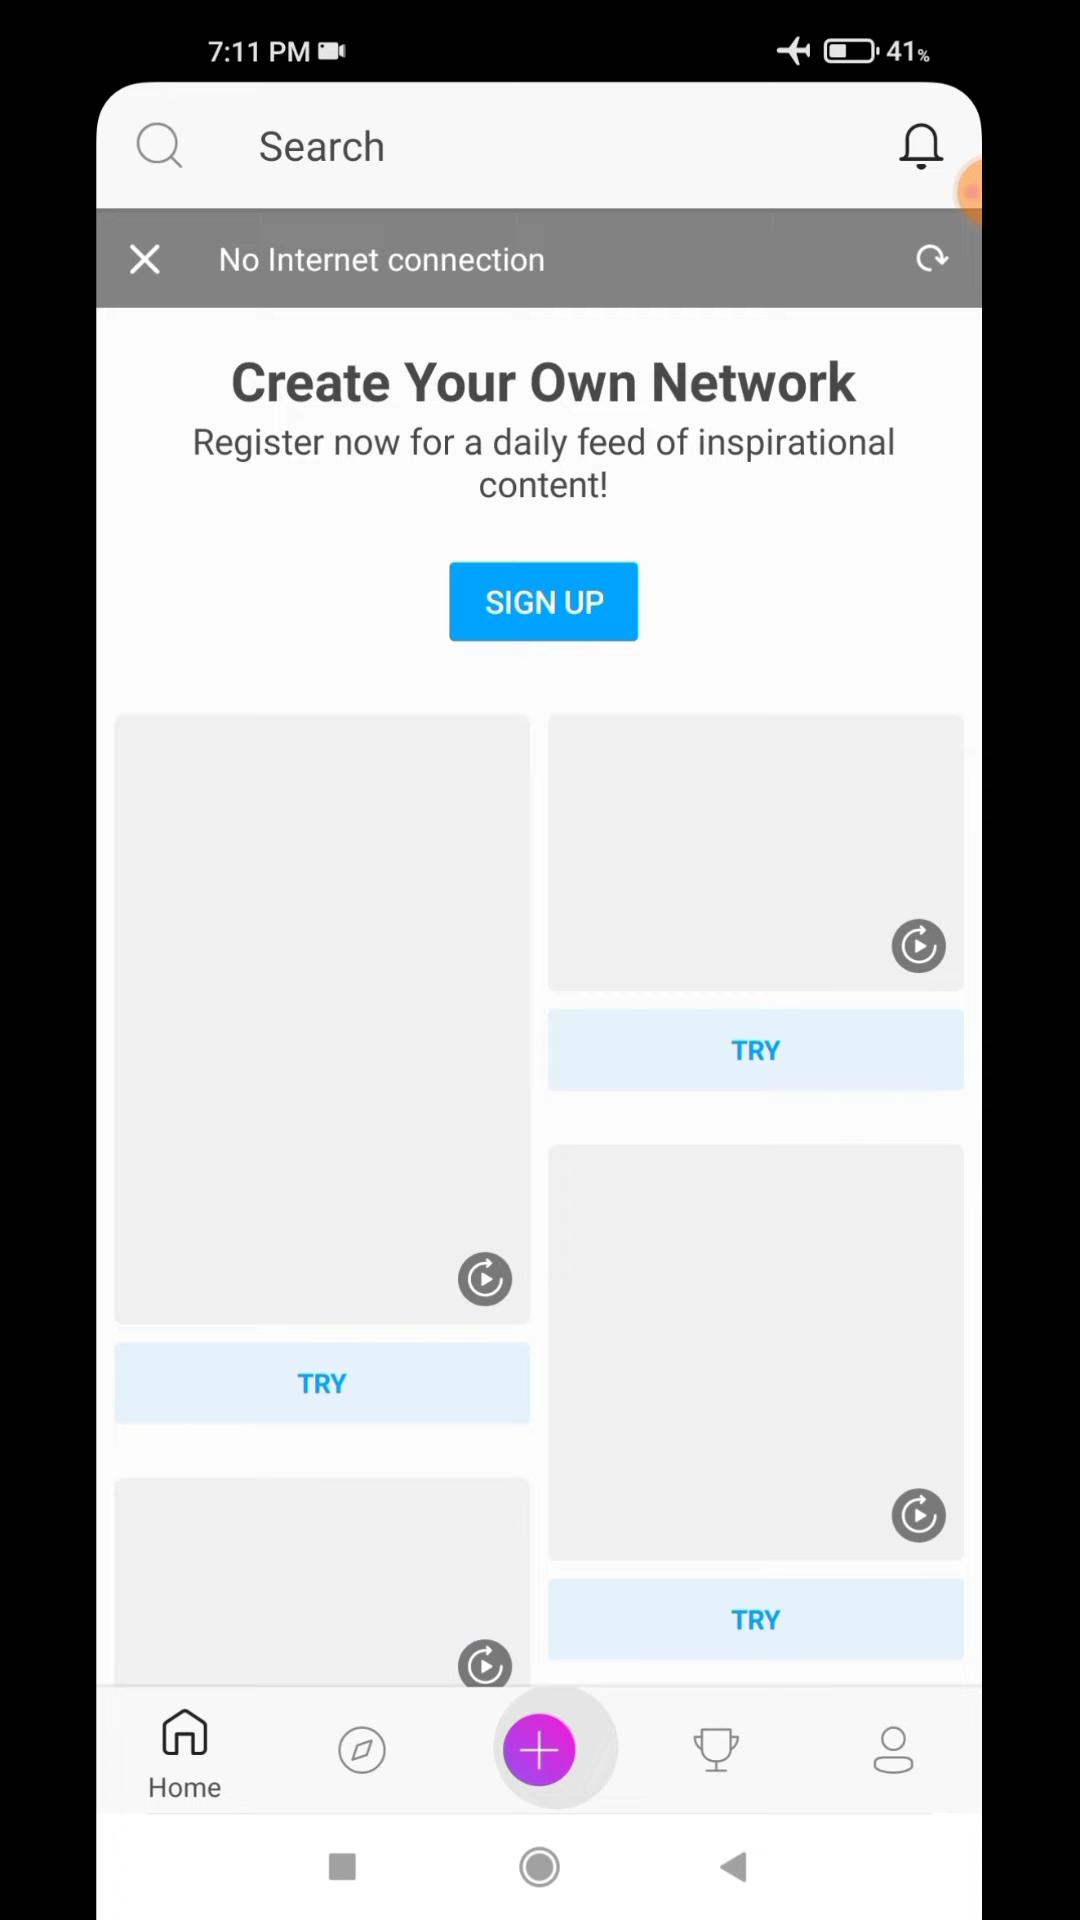 7:11 PM
41%
Search
No Internet connection
Create Your Own Network
Register now for a daily feed of inspirational
content!
SIGN UP
TRY
TRY
TRY
Home